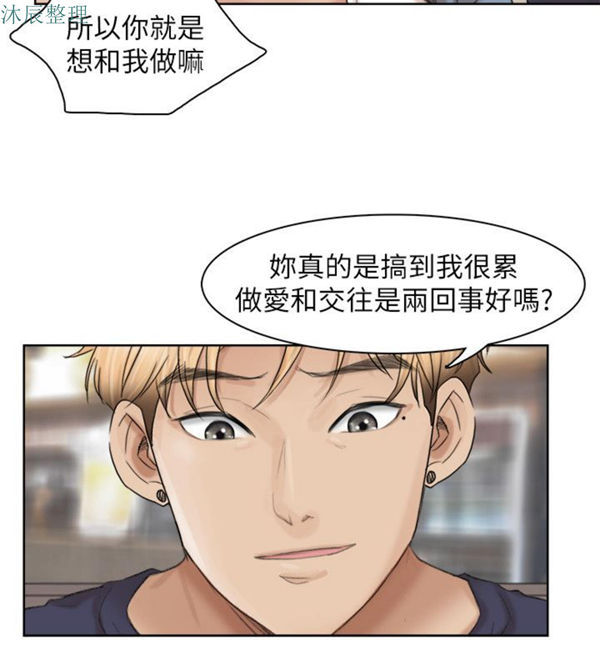 沐辰整理
所以你就是
想和我做嘛
妳真的是搞到我很累
做愛和交往是兩回事好嗎?